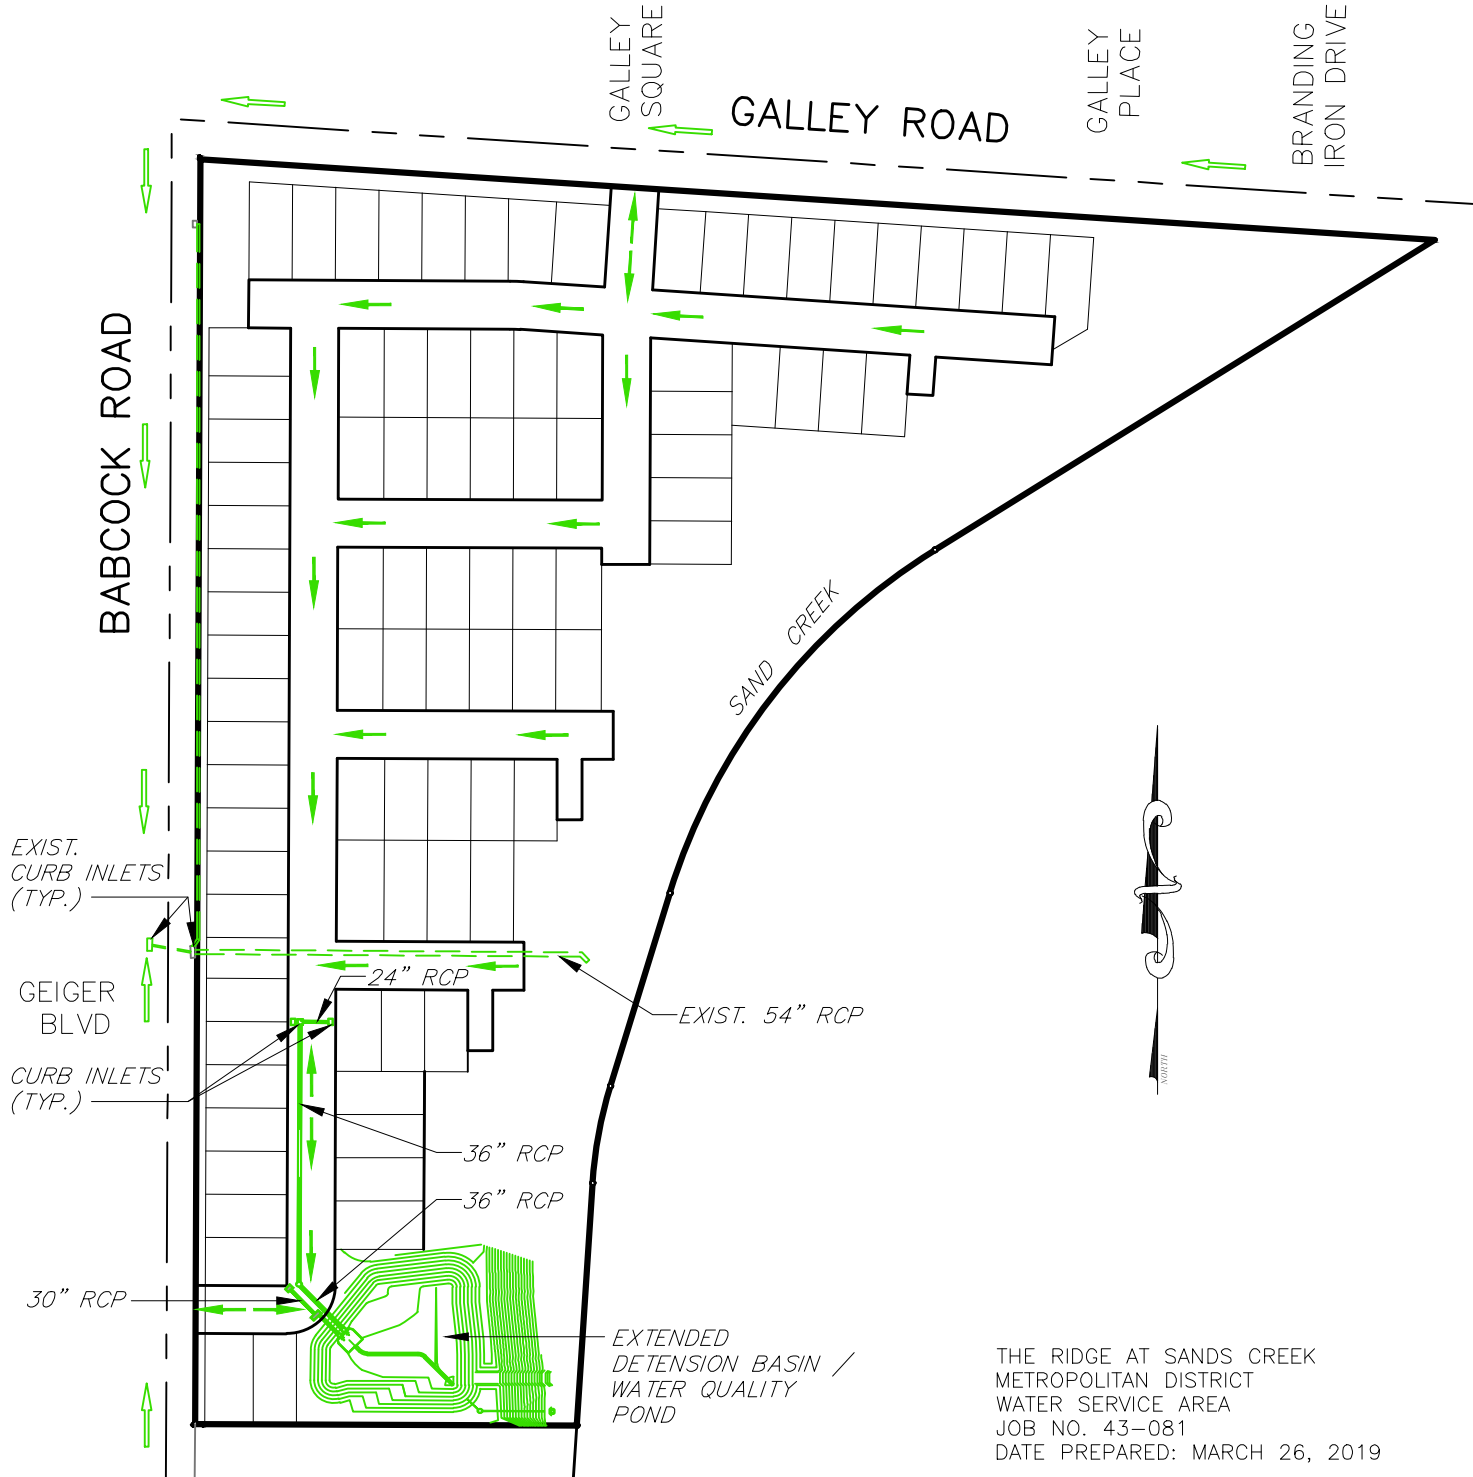 GALLEY
SQUARE
GALLEY ROAD
GALLEY
PLACE
BRANDING
IRON DRIVE
BABCOCK ROAD
SAND CREEK
EXIST.
CURB INLETS
(TYP.)
GEIGER
BLVD
24" RCP
EXIST. 54" RCP
CURB INLETS
(TYP.)
36" RCP
36" RCP
30" RCP
NORTH
EXTENDED
DETENSION BASIN /
WATER QUALITY
POND
THE RIDGE AT SANDS CREEK
METROPOLITAN DISTRICT
WATER SERVICE AREA
JOB NO. 43-081
DATE PREPARED: MARCH 26, 2019